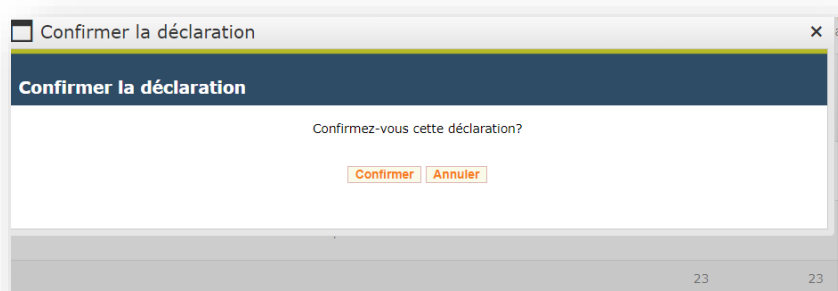 Confirmer la déclaration
Confirmer la déclaration
Confirmez-vous cette déclaration?
Confirmer Annuler
23 23